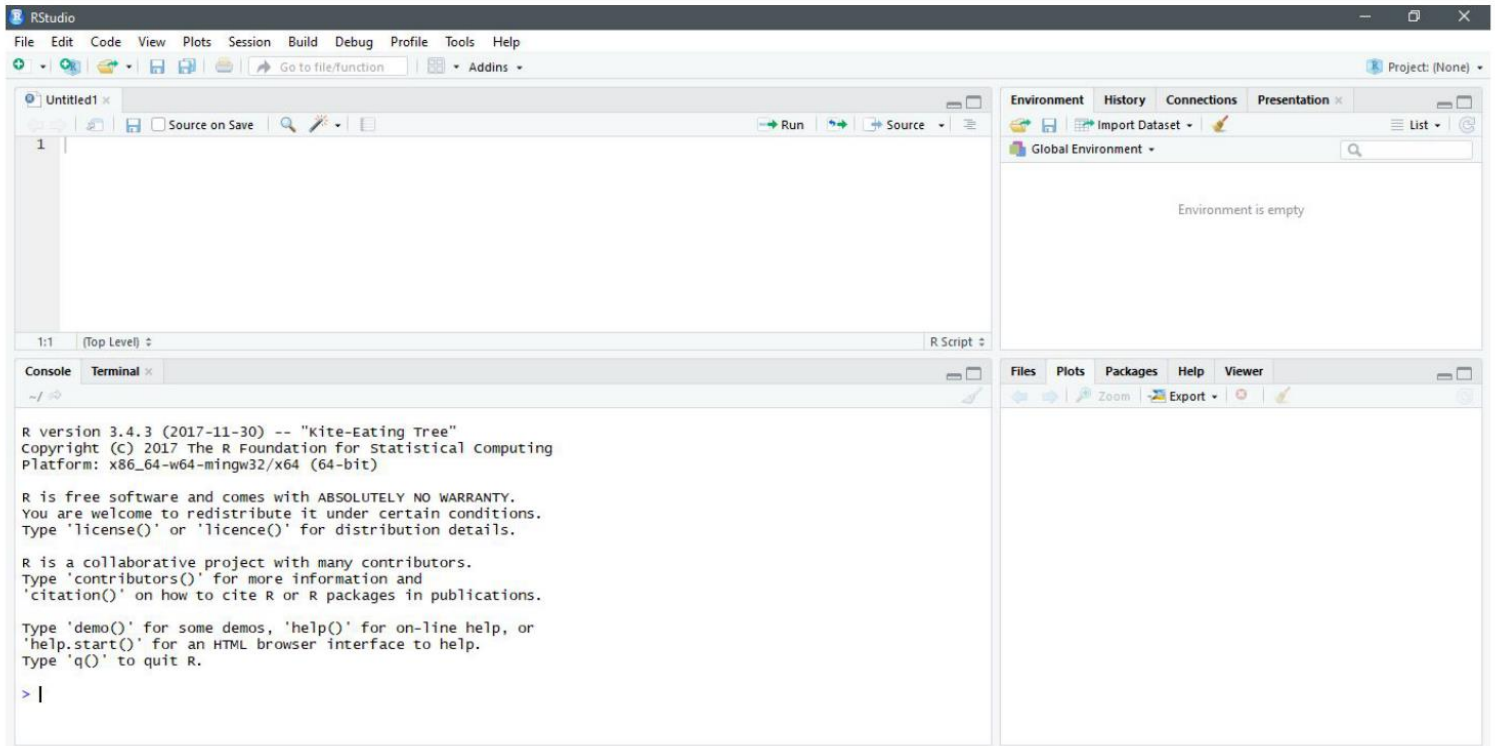 RStudio
File Edit Code View Plots Session Build Debug Profile Tools Help
Go to file/function Addins Project: (None)
Untitled1
Source on Save Run Source
1
1:1 (Top Level) R Script
Console Terminal
~/
R version 3.4.3 (2017-11-30) -- "Kite-Eating Tree"
Copyright (C) 2017 The R Foundation for Statistical Computing
Platform: x86_64-w64-mingw32/x64 (64-bit)
R is free software and comes with ABSOLUTELY NO WARRANTY.
You are welcome to redistribute it under certain conditions.
Type 'license()' or 'licence()' for distribution details.
R is a collaborative project with many contributors.
Type 'contributors()' for more information and
'citation()' on how to cite R or R packages in publications.
Type 'demo()' for some demos, 'help()' for on-line help, or
'help.start()' for an HTML browser interface to help.
Type 'q()' to quit R.
>
Environment History Connections Presentation
Import Dataset List
Global Environment
Environment is empty
Files Plots Packages Help Viewer
Zoom Export